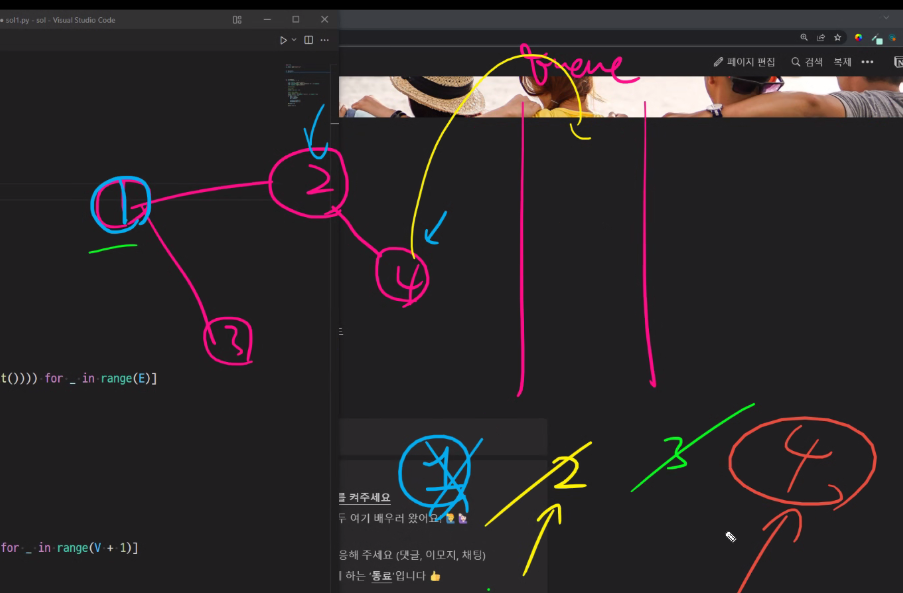 sol1.py - sol - Visual Studio Code
페이지 편집
검색
복제
Queue
1
2
4
3
t()))) for _ in range(E)]
1
2
3
4
를 켜주세요
두 여기 배우러 왔어요!
for _ in range(V + 1)]
응해 주세요 (댓글, 이모지, 채팅)
하는 '동료'입니다 👍